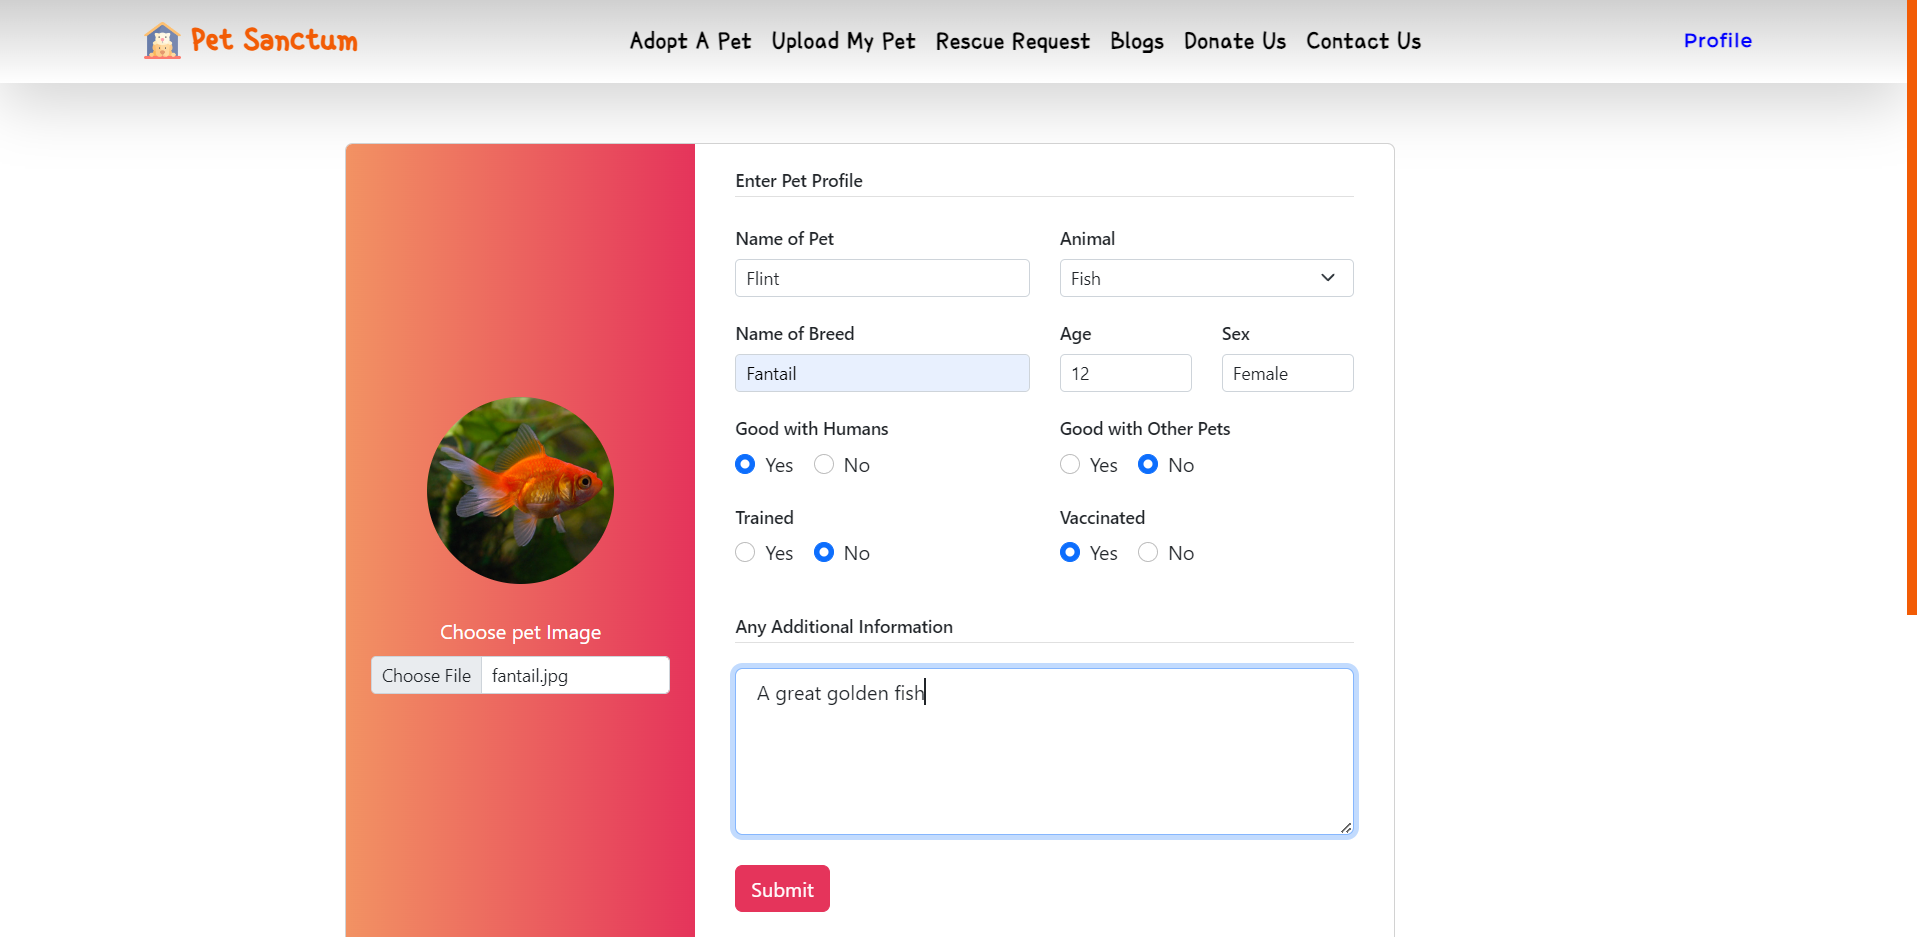 Pet Sanctum
Adopt A Pet Upload My Pet Rescue Request Blogs Donate Us Contact Us
Profile
Enter Pet Profile
Name of Pet Animal
Flint Fish
Name of Breed Age Sex
Fantail 12 Female
Good with Humans Good with Other Pets
Yes No Yes No
Trained Vaccinated
Yes No Yes No
Choose pet Image
Choose File fantail.jpg
Any Additional Information
A great golden fish
Submit